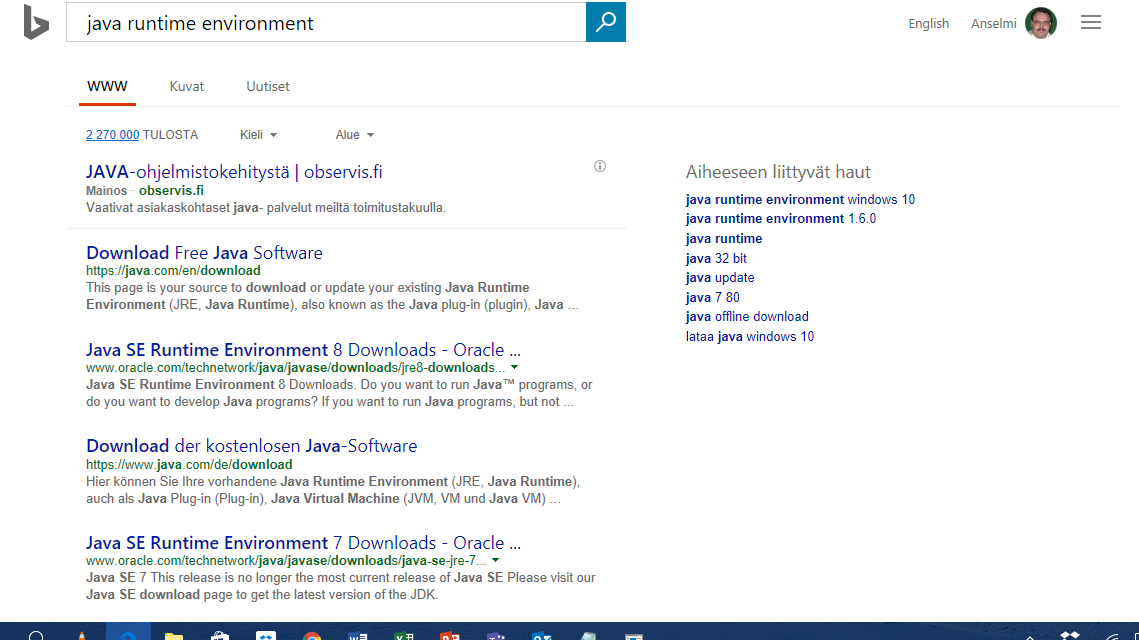 java runtime environment
English Anselmi
WWW Kuvat Uutiset
2 270 000 TULOSTA Kieli Alue
JAVA-ohjelmistokehitystä | observis.fi
Mainos · observis.fi
Vaativat asiakaskohtaset java- palvelut meiltä toimitustakuulla.
Download Free Java Software
https://java.com/en/download
This page is your source to download or update your existing Java Runtime
Environment (JRE, Java Runtime), also known as the Java plug-in (plugin), Java ...
Java SE Runtime Environment 8 Downloads - Oracle ...
www.oracle.com/technetwork/java/javase/downloads/jre8-downloads...
Java SE Runtime Environment 8 Downloads. Do you want to run Java™ programs, or
do you want to develop Java programs? If you want to run Java programs, but not ...
Download der kostenlosen Java-Software
https://www.java.com/de/download
Hier können Sie Ihre vorhandene Java Runtime Environment (JRE, Java Runtime),
auch als Java Plug-in (Plug-in), Java Virtual Machine (JVM, VM und Java VM) ...
Java SE Runtime Environment 7 Downloads - Oracle ...
www.oracle.com/technetwork/java/javase/downloads/java-se-jre-7...
Java SE 7 This release is no longer the most current release of Java SE Please visit our
Java SE download page to get the latest version of the JDK.
Aiheeseen liittyvät haut
java runtime environment windows 10
java runtime environment 1.6.0
java runtime
java 32 bit
java update
java 7 80
java offline download
lataa java windows 10